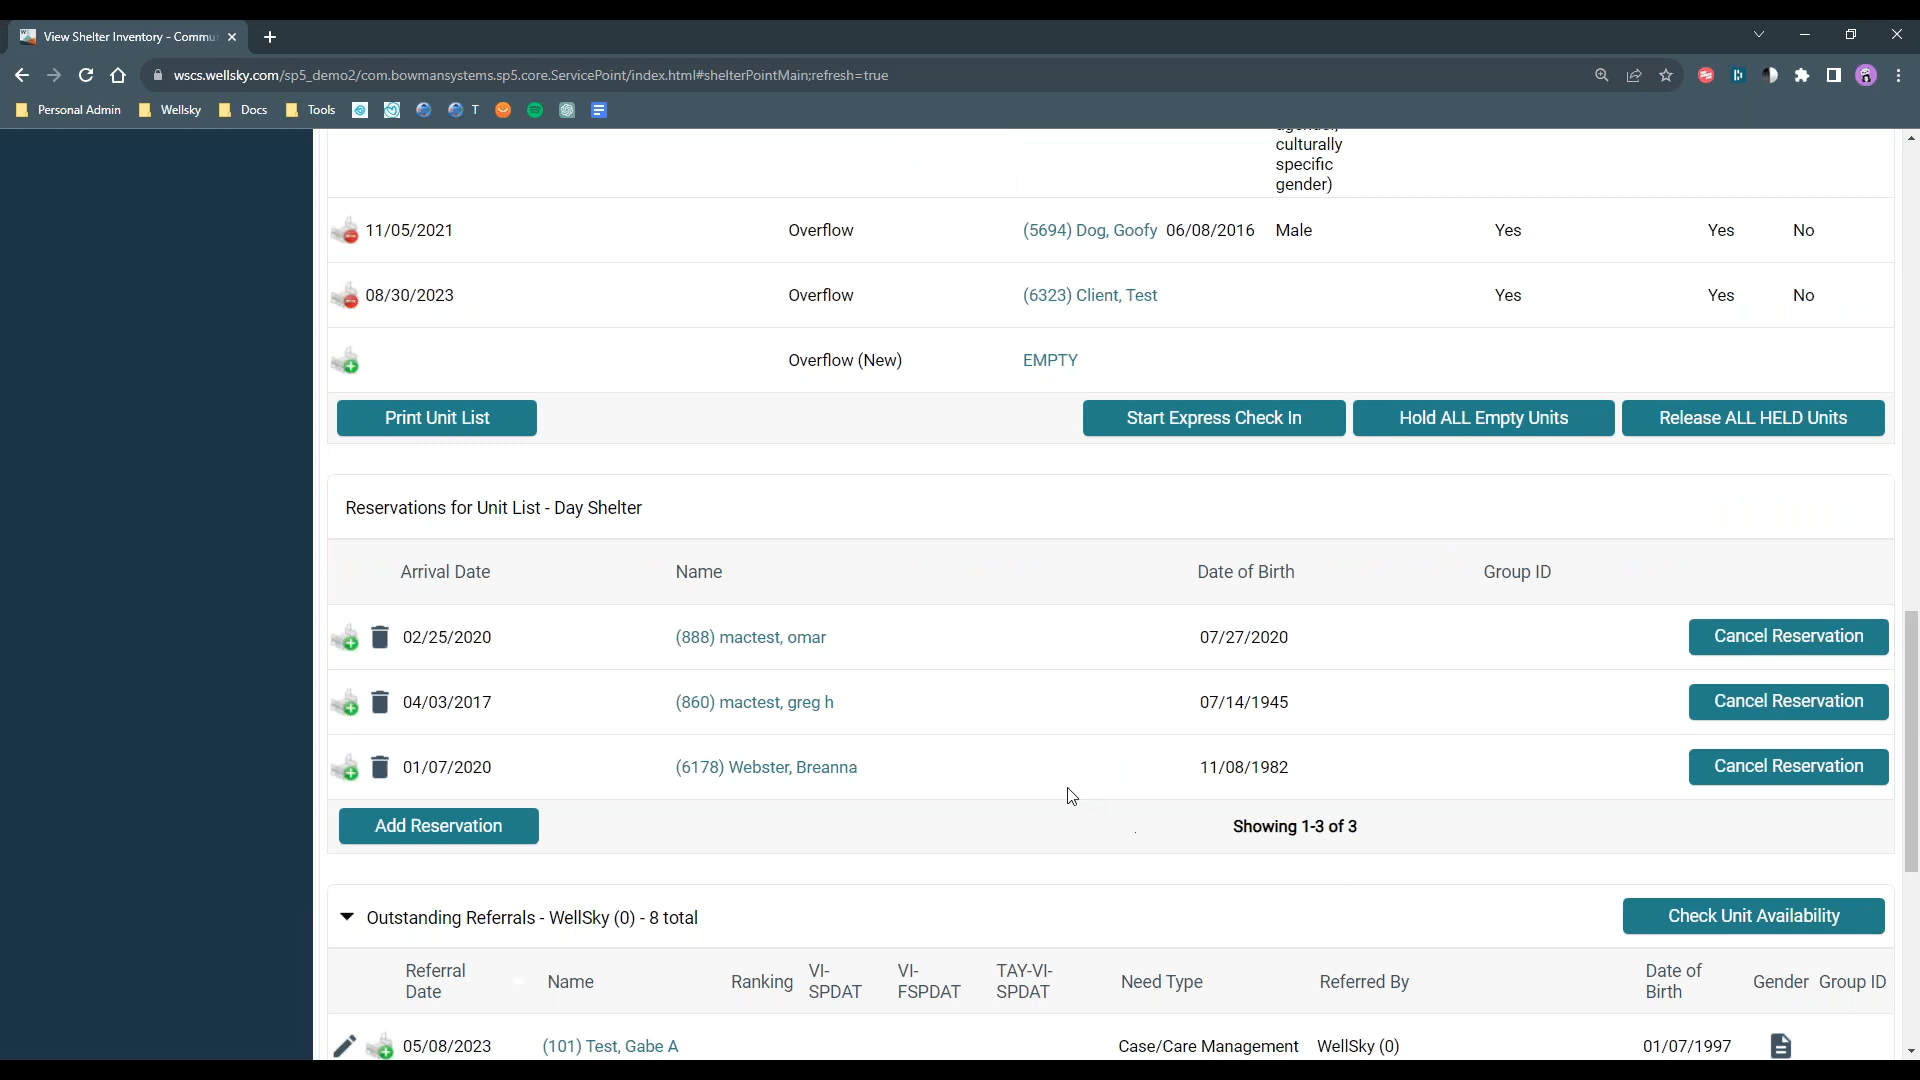 View Shelter Inventory - Commu
wscs.wellsky.com/sp5_demo2/com.bowmansystems.sp5.core.ServicePoint/index.html#shelterPointMain;refresh=true
Personal Admin Wellsky Docs Tools T
culturally
specific
gender)
11/05/2021 Overflow (5694) Dog, Goofy 06/08/2016 Male Yes Yes No
08/30/2023 Overflow (6323) Client, Test Yes Yes No
Overflow (New) EMPTY
Print Unit List Start Express Check In Hold ALL Empty Units Release ALL HELD Units
Reservations for Unit List - Day Shelter
Arrival Date Name Date of Birth Group ID
02/25/2020 (888) mactest, omar 07/27/2020 Cancel Reservation
04/03/2017 (860) mactest, greg h 07/14/1945 Cancel Reservation
01/07/2020 (6178) Webster, Breanna 11/08/1982 Cancel Reservation
Add Reservation Showing 1-3 of 3
Outstanding Referrals - WellSky (0) - 8 total Check Unit Availability
Referral VI- VI- TAY-VI- Date of
Name Ranking Need Type Referred By Gender Group ID
Date SPDAT FSPDAT SPDAT Birth
05/08/2023 (101) Test, Gabe A Case/Care Management WellSky (0) 01/07/1997